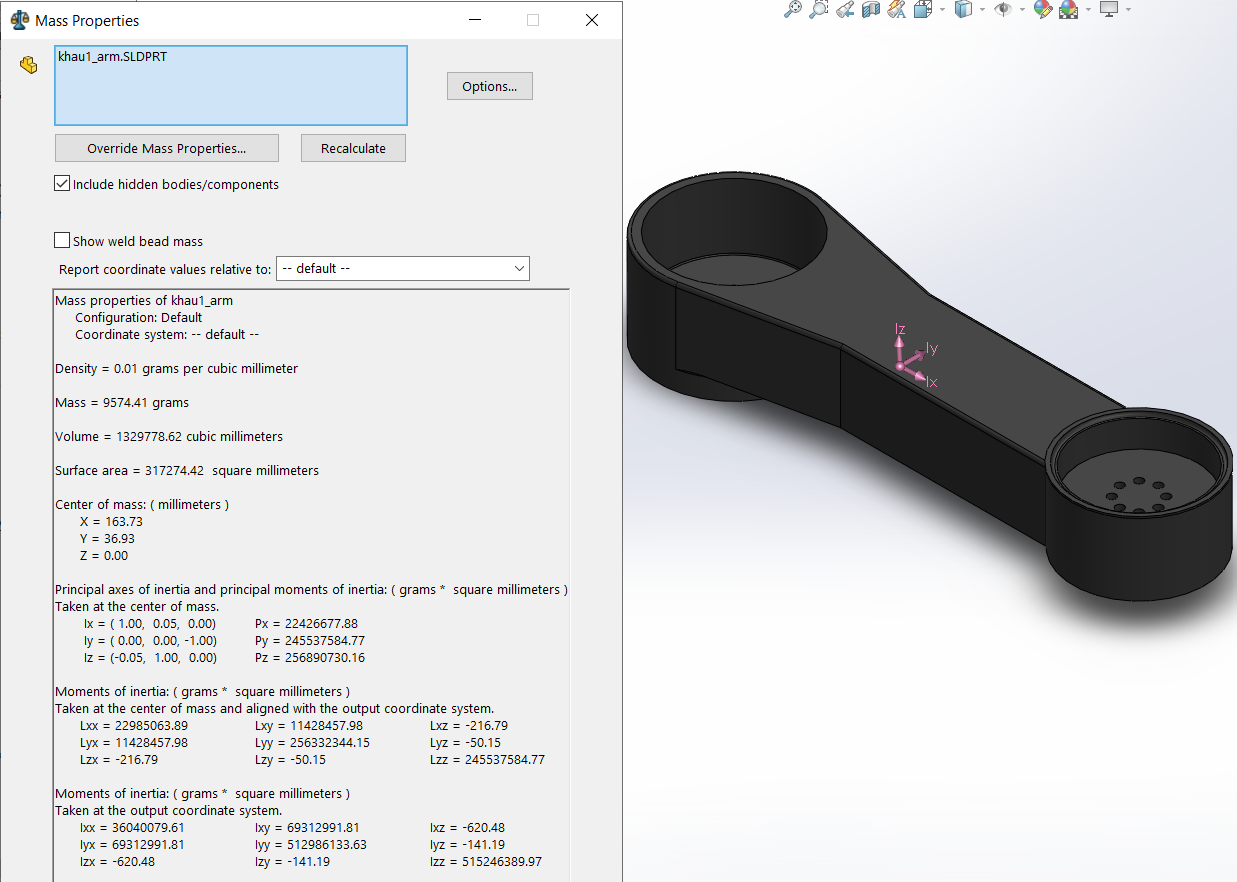 Mass Properties
khau1_arm.SLDPRT
Options...
Override Mass Properties...
Recalculate
Include hidden bodies/components
Show weld bead mass
Report coordinate values relative to:
-- default --
Mass properties of khau1_arm
Configuration: Default
Coordinate system: -- default --
Density = 0.01 grams per cubic millimeter
Mass = 9574.41 grams
Volume = 1329778.62 cubic millimeters
Surface area = 317274.42 square millimeters
Center of mass: ( millimeters )
X = 163.73
Y = 36.93
Z = 0.00
Principal axes of inertia and principal moments of inertia: ( grams * square millimeters )
Taken at the center of mass.
Ix = ( 1.00, 0.05, 0.00) Px = 22426677.88
Iy = ( 0.00, 0.00, -1.00) Py = 245537584.77
Iz = (-0.05, 1.00, 0.00) Pz = 256890730.16
Moments of inertia: ( grams * square millimeters )
Taken at the center of mass and aligned with the output coordinate system.
Lxx = 22985063.89 Lxy = 11428457.98 Lxz = -216.79
Lyx = 11428457.98 Lyy = 256332344.15 Lyz = -50.15
Lzx = -216.79 Lzy = -50.15 Lzz = 245537584.77
Moments of inertia: ( grams * square millimeters )
Taken at the output coordinate system.
Ixx = 36040079.61 Ixy = 69312991.81 Ixz = -620.48
Iyx = 69312991.81 Iyy = 512986133.63 Iyz = -141.19
Izx = -620.48 Izy = -141.19 Izz = 515246389.97
Iz
Iy
Ix